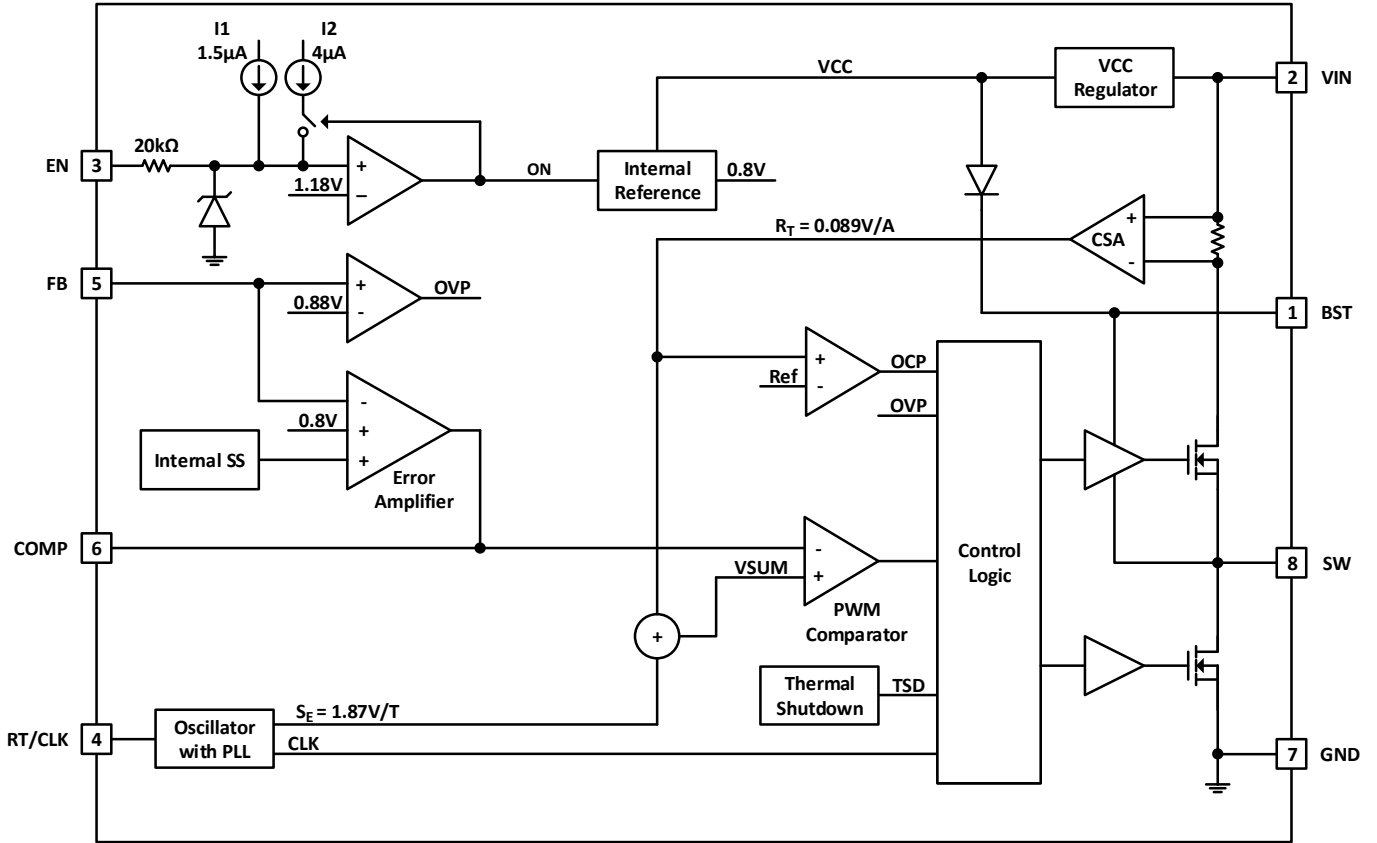 I1
1.5µA
I2
4µA
VCC
VCC
Regulator
2
VIN
20kΩ
EN
3
+
1.18V
−
ON
Internal
Reference
0.8V
RT = 0.089V/A
CSA
+
-
FB
5
+
0.88V
-
OVP
1
BST
+
Ref
-
OCP
OVP
-
0.8V
+
Internal SS
+
Error
Amplifier
COMP
6
-
VSUM
+
PWM
Comparator
Control
Logic
8
SW
+
Thermal
Shutdown
TSD
RT/CLK
4
Oscillator
with PLL
SE = 1.87V/T
CLK
7
GND